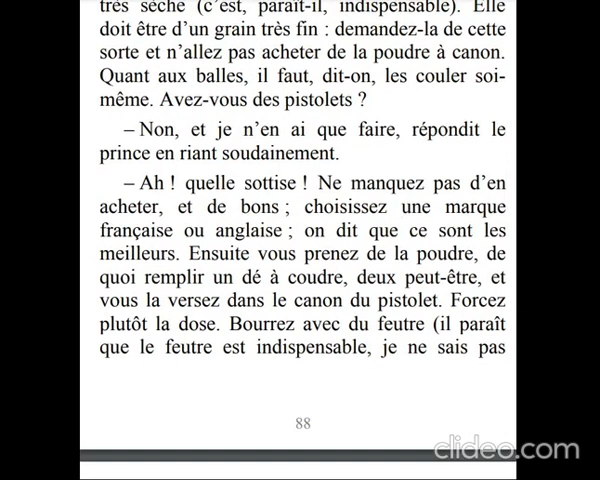 très sèche (c'est, paraît-il, indispensable). Elle
doit être d'un grain très fin : demandez-la de cette
sorte et n'allez pas acheter de la poudre à canon.
Quant aux balles, il faut, dit-on, les couler soi-
même. Avez-vous des pistolets ?
– Non, et je n'en ai que faire, répondit le
prince en riant soudainement.
– Ah ! quelle sottise ! Ne manquez pas d'en
acheter, et de bons ; choisissez une marque
française ou anglaise ; on dit que ce sont les
meilleurs. Ensuite vous prenez de la poudre, de
quoi remplir un dé à coudre, deux peut-être, et
vous la versez dans le canon du pistolet. Forcez
plutôt la dose. Bourrez avec du feutre (il paraît
que le feutre est indispensable, je ne sais pas
88
clideo.com